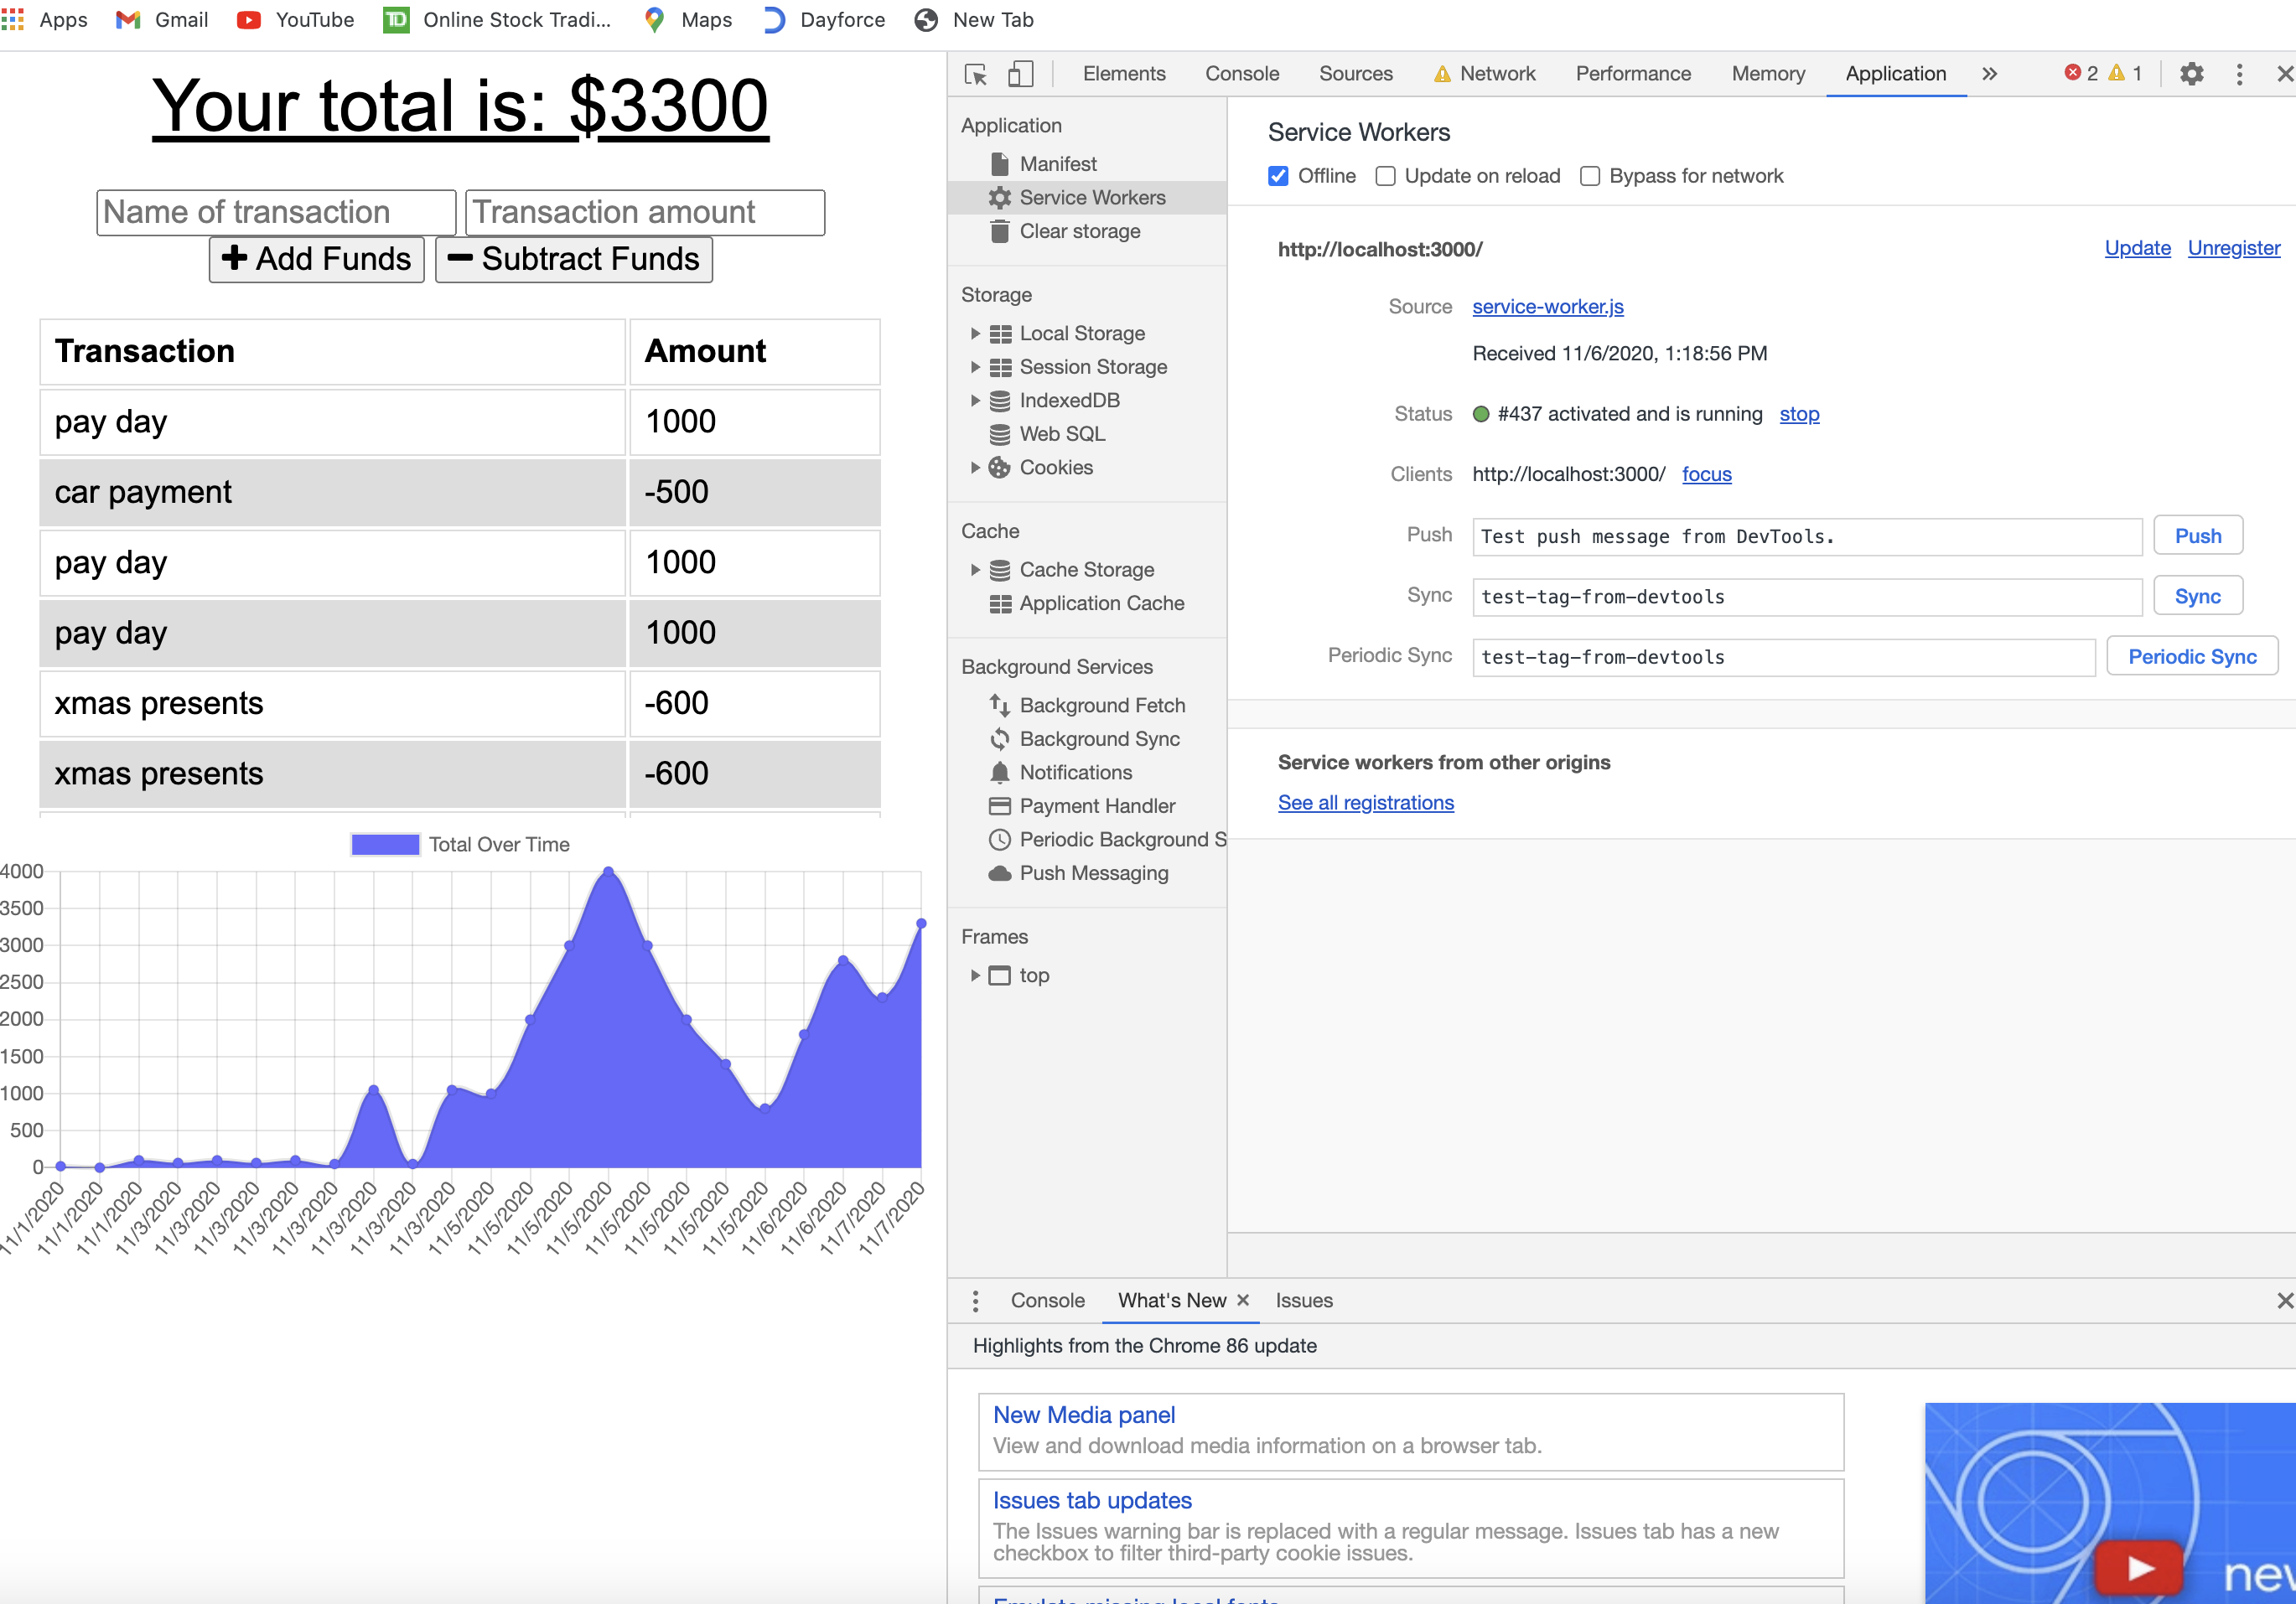 Apps Gmail YouTube Online Stock Tradi... Maps Dayforce New Tab
Your total is: $3300
Name of transaction Transaction amount
Add Funds Subtract Funds
Transaction Amount
pay day 1000
car payment -500
pay day 1000
pay day 1000
xmas presents -600
xmas presents -600
Total Over Time
4000
3500
3000
2500
2000
1500
1000
500
0
11/1/2020 11/1/2020 11/1/2020 11/3/2020 11/3/2020 11/3/2020 11/3/2020 11/3/2020 11/3/2020 11/3/2020 11/3/2020 11/5/2020 11/5/2020 11/5/2020 11/5/2020 11/5/2020 11/5/2020 11/5/2020 11/5/2020 11/6/2020 11/6/2020 11/7/2020 11/7/2020
Elements Console Sources Network Performance Memory Application » 2 1
Application
Manifest
Service Workers
Clear storage
Storage
Local Storage
Session Storage
IndexedDB
Web SQL
Cookies
Cache
Cache Storage
Application Cache
Background Services
Background Fetch
Background Sync
Notifications
Payment Handler
Periodic Background S
Push Messaging
Frames
top
Service Workers
Offline Update on reload Bypass for network
http://localhost:3000/ Update Unregister
Source service-worker.js
Received 11/6/2020, 1:18:56 PM
Status #437 activated and is running stop
Clients http://localhost:3000/ focus
Push Test push message from DevTools. Push
Sync test-tag-from-devtools Sync
Periodic Sync test-tag-from-devtools Periodic Sync
Service workers from other origins
See all registrations
Console What's New Issues
Highlights from the Chrome 86 update
New Media panel
View and download media information on a browser tab.
Issues tab updates
The Issues warning bar is replaced with a regular message. Issues tab has a new
checkbox to filter third-party cookie issues.
Emulate missing local fonts
nev